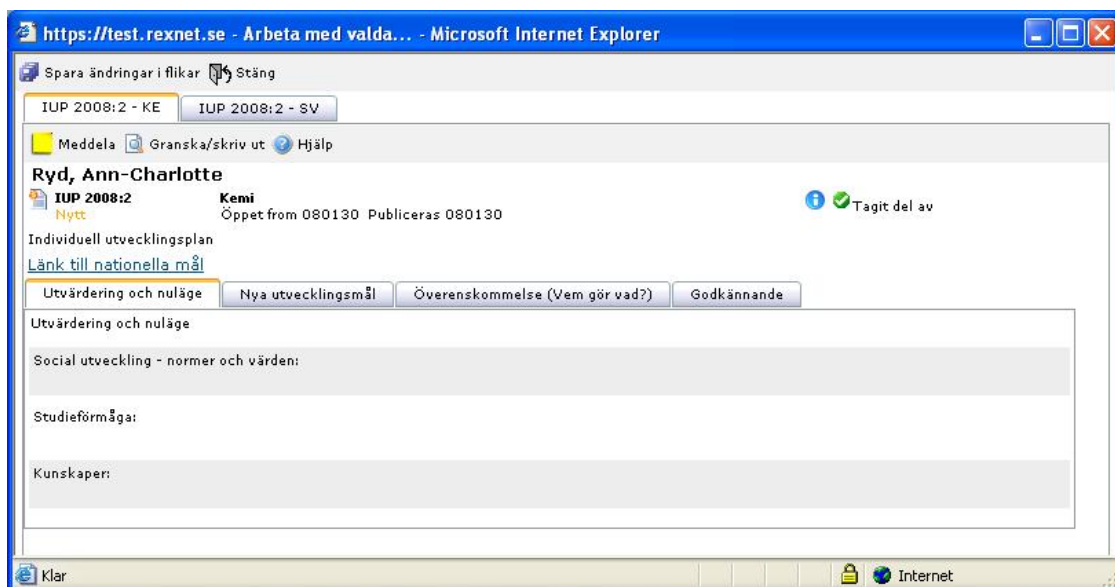 https://test.rexnet.se - Arbeta med valda... - Microsoft Internet Explorer
Spara ändringar i flikar Stäng
IUP 2008:2 - KE IUP 2008:2 - SV
Meddela Granska/skriv ut Hjälp
Ryd, Ann-Charlotte
IUP 2008:2 Kemi
Nytt Öppet from 080130 Publiceras 080130 Tagit del av
Individuell utvecklingsplan
Länk till nationella mål
Utvärdering och nuläge Nya utvecklingsmål Överenskommelse (Vem gör vad?) Godkännande
Utvärdering och nuläge
Social utveckling - normer och värden:
Studieförmåga:
Kunskaper:
Klar Internet